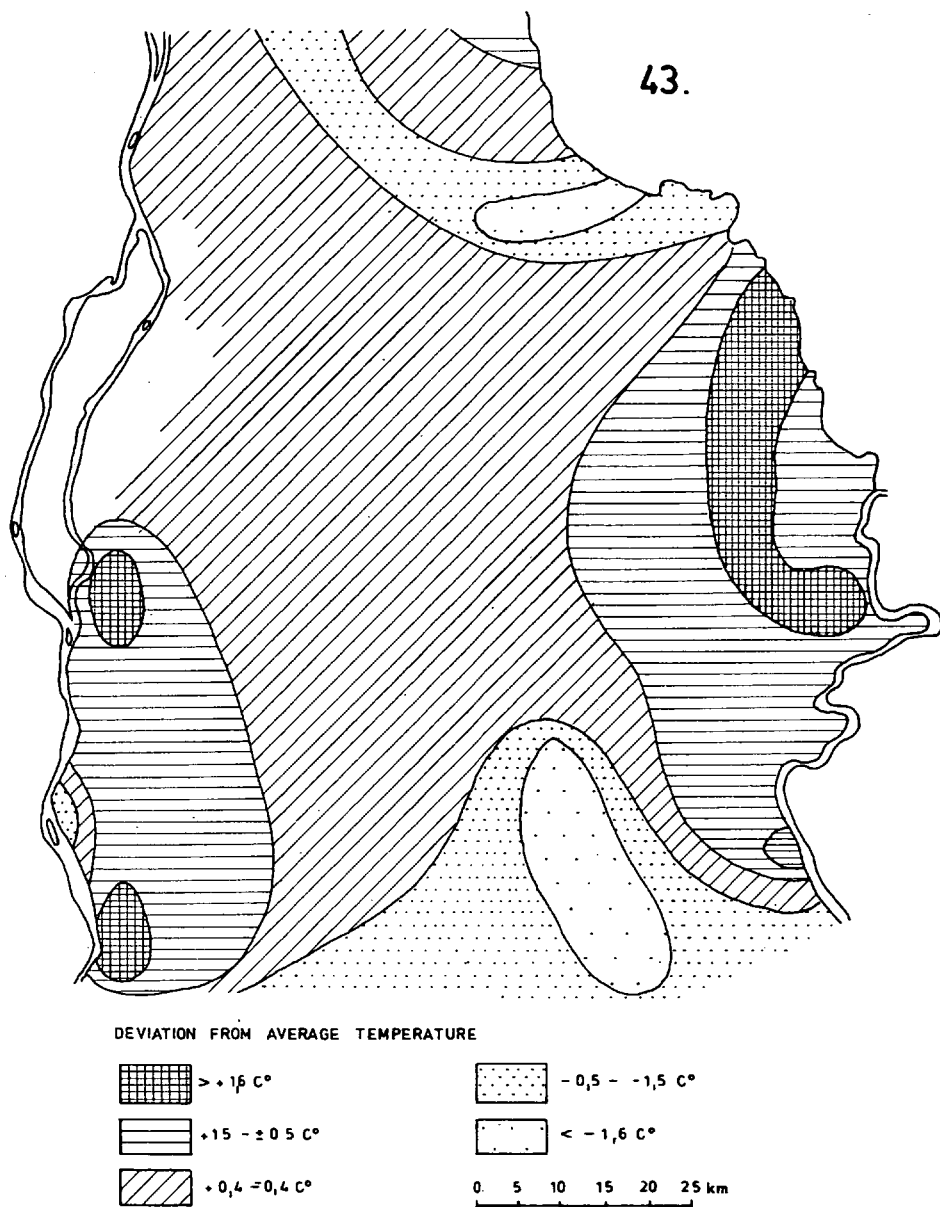 43.
DEVIATION FROM AVERAGE TEMPERATURE
> + 1,6 C°
+ 1 5 - ± 0 5 C°
+ 0,4 - 0,4 C°
- 0,5 - - 1,5 C°
< - 1,6 C°
0 5 10 15 20 25 km